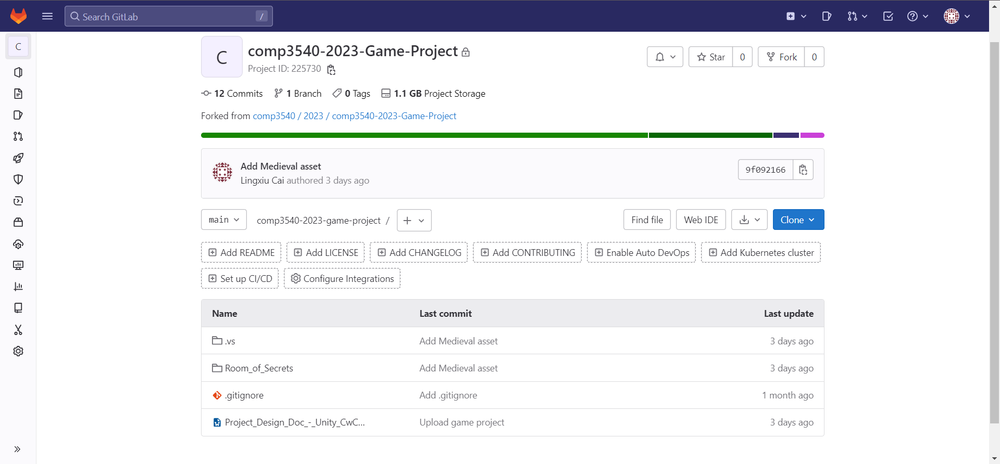 Search GitLab /
C
C
comp3540-2023-Game-Project
Project ID: 225730
Star 0
Fork 0
12 Commits 1 Branch 0 Tags 1.1 GB Project Storage
Forked from comp3540 / 2023 / comp3540-2023-Game-Project
Add Medieval asset
Lingxiu Cai authored 3 days ago
9f092166
main comp3540-2023-game-project / +
Find file Web IDE Clone
Add README Add LICENSE Add CHANGELOG Add CONTRIBUTING Enable Auto DevOps Add Kubernetes cluster
Set up CI/CD Configure Integrations
Name Last commit Last update
.vs Add Medieval asset 3 days ago
Room_of_Secrets Add Medieval asset 3 days ago
.gitignore Add .gitignore 1 month ago
Project_Design_Doc_-_Unity_CwC... Upload game project 3 days ago